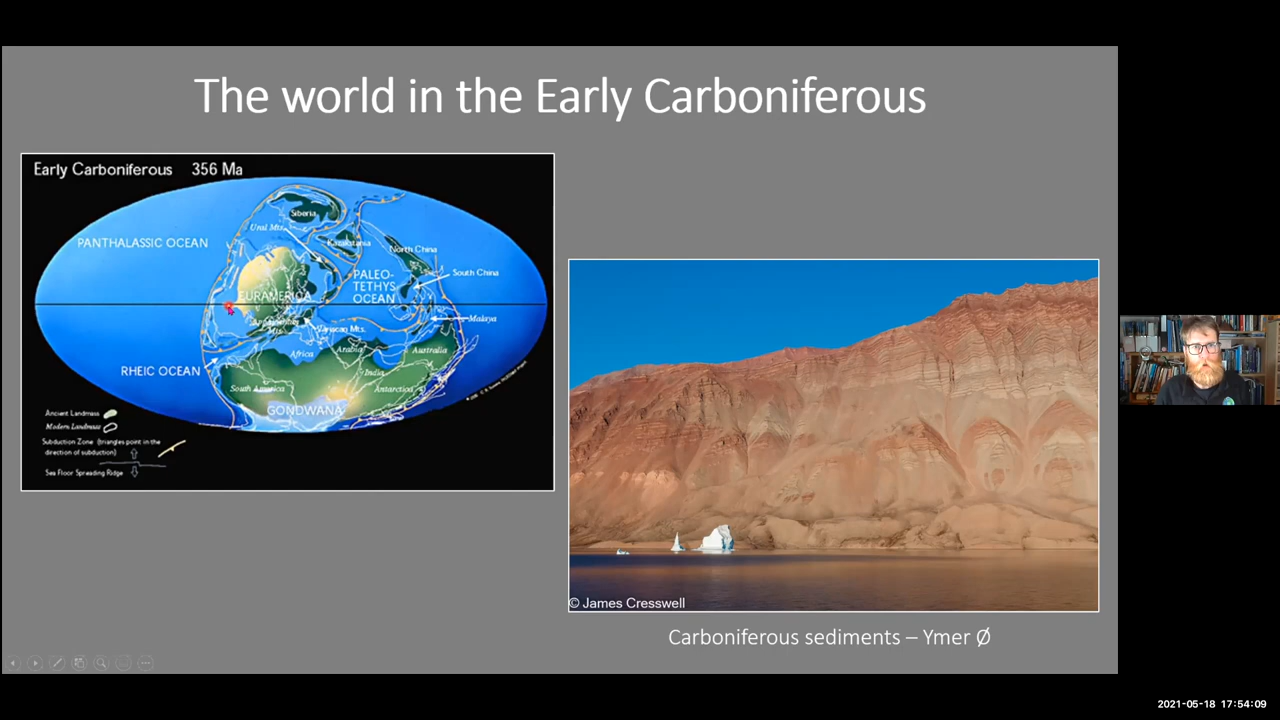 The world in the Early Carboniferous
Early Carboniferous 356 Ma
Siberia
Ural Mts.
PANTHALASSIC OCEAN
Kazakstania
North China
South China
PALEO-
TETHYS
OCEAN
EURAMERICA
Malaya
Mts.
Africa
Arabia
Australia
RHEIC OCEAN
India
South America
Antarctica
GONDWANA
Ancient Landmass
Modern Landmass
Subduction Zone (triangles point in the
direction of subduction)
Sea Floor Spreading Ridge
© James Cresswell
Carboniferous sediments – Ymer Ø
2021-05-18 17:54:09